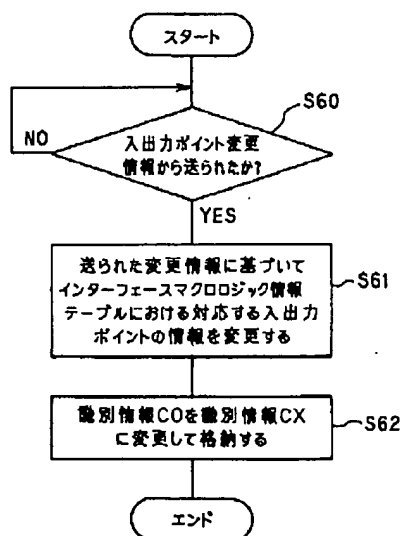 スタート
S60
入出力ポイント変更
情報から送られたか?
NO
YES
送られた変更情報に基づいて
インターフェースマクロロジック情報
テーブルにおける対応する入出力
ポイントの情報を変更する
S61
識別情報COを識別情報CX
に変更して格納する
S62
エンド